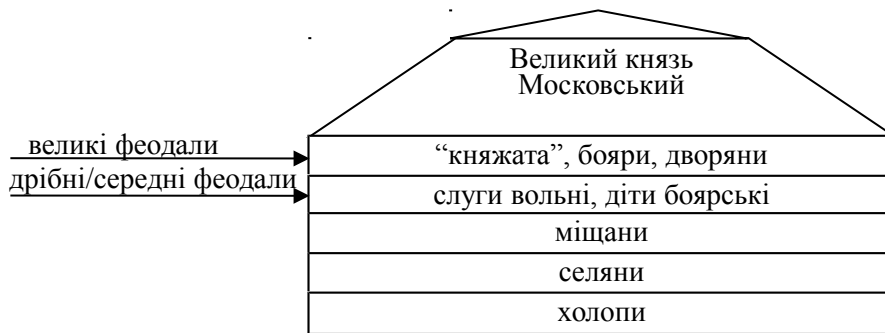 Великий князь
Московський
великі феодали
“княжата”, бояри, дворяни
дрібні/середні феодали
слуги вольні, діти боярські
міщани
селяни
холопи